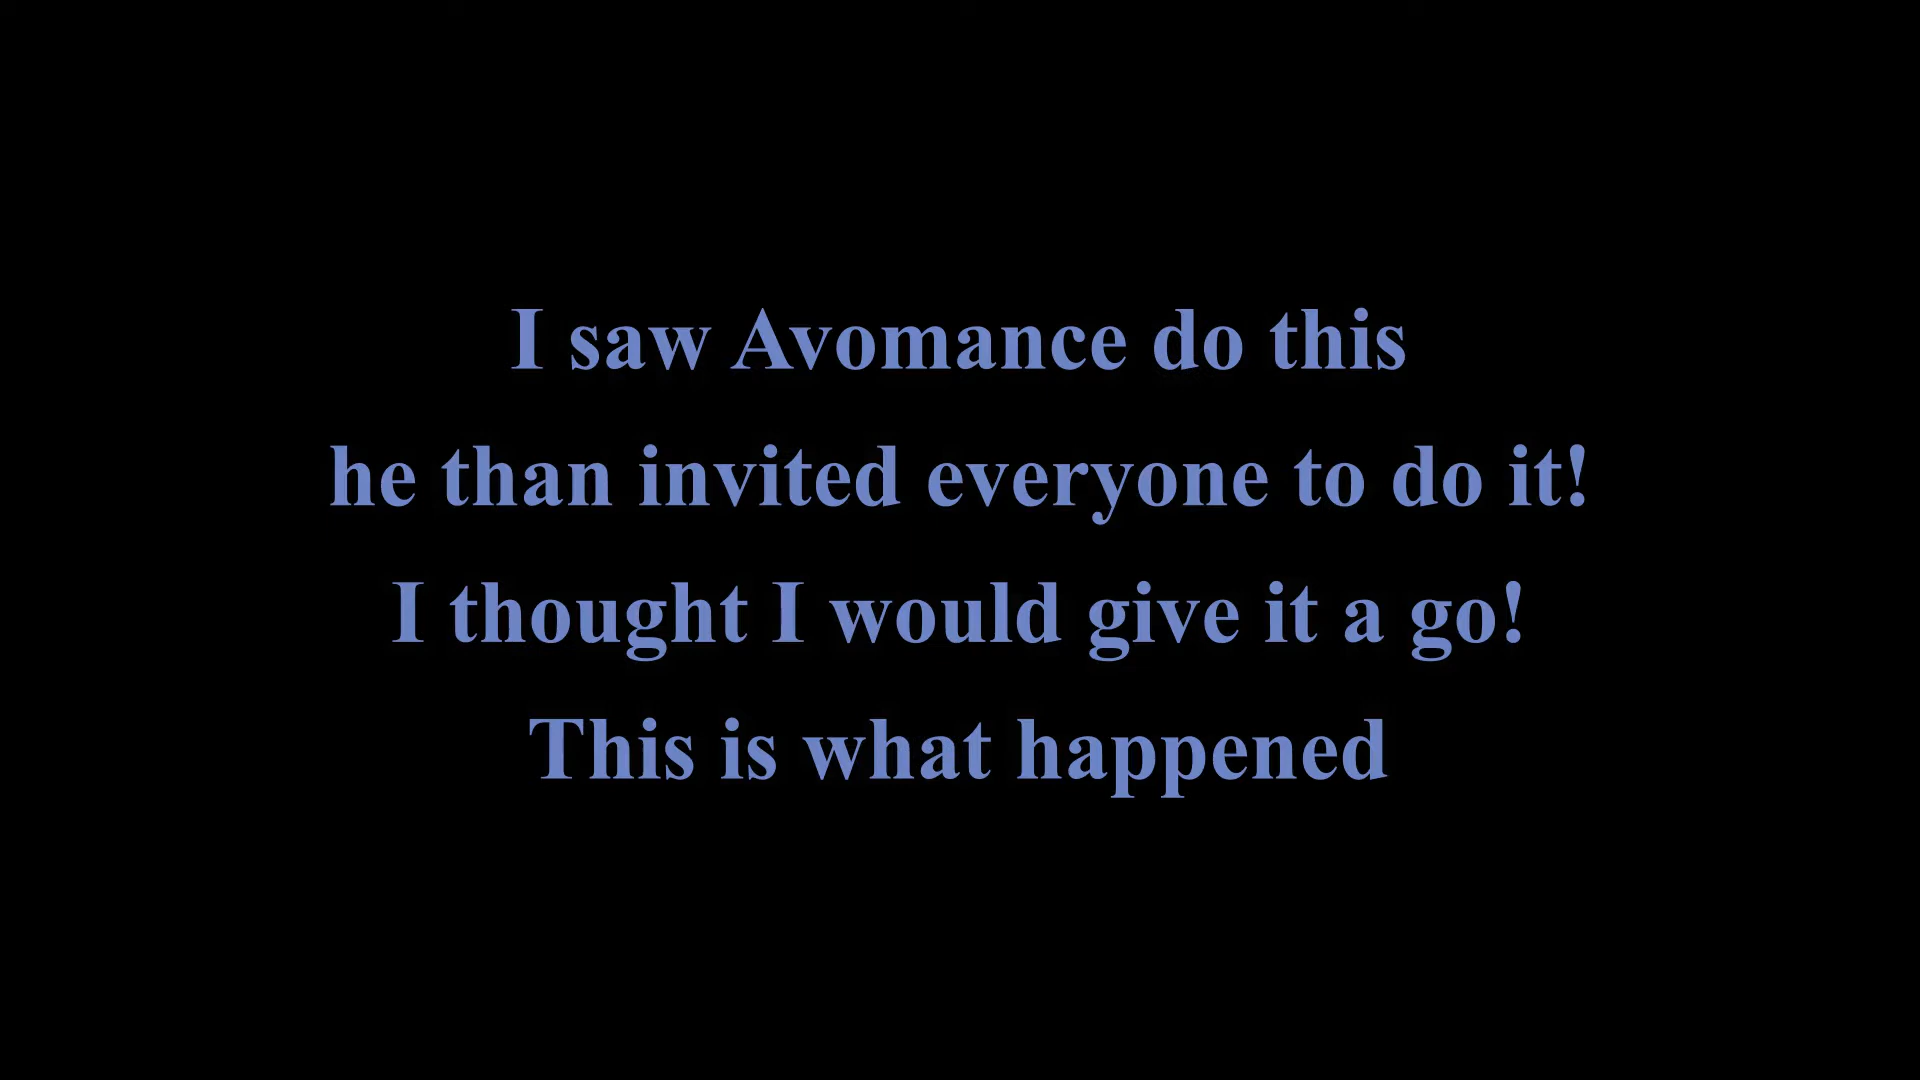 I saw Avomance do this
he than invited everyone to do it!
I thought I would give it a go!
This is what happened